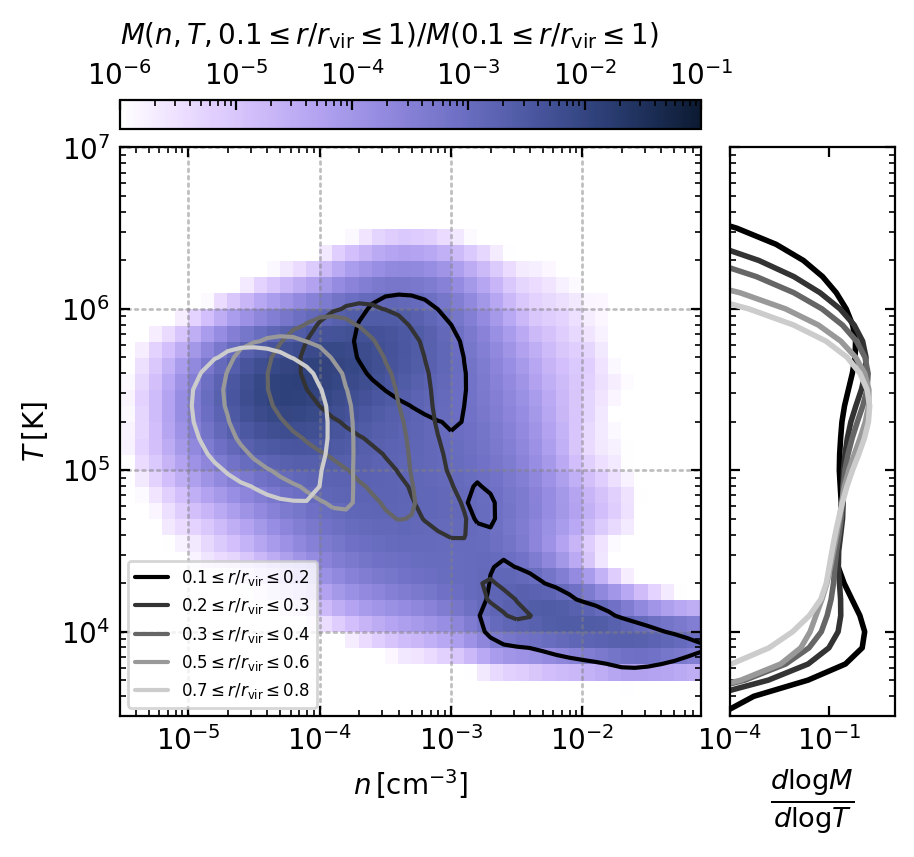 M(n, T, 0.1 ≤ r/r_vir ≤ 1)/M(0.1 ≤ r/r_vir ≤ 1)
10^−6 10^−5 10^−4 10^−3 10^−2 10^−1
10^7
10^6
10^5
10^4
T [K]
0.1 ≤ r/r_vir ≤ 0.2
0.2 ≤ r/r_vir ≤ 0.3
0.3 ≤ r/r_vir ≤ 0.4
0.5 ≤ r/r_vir ≤ 0.6
0.7 ≤ r/r_vir ≤ 0.8
10^−5 10^−4 10^−3 10^−2
n [cm^−3]
10^−4 10^−1
dlogM
dlogT